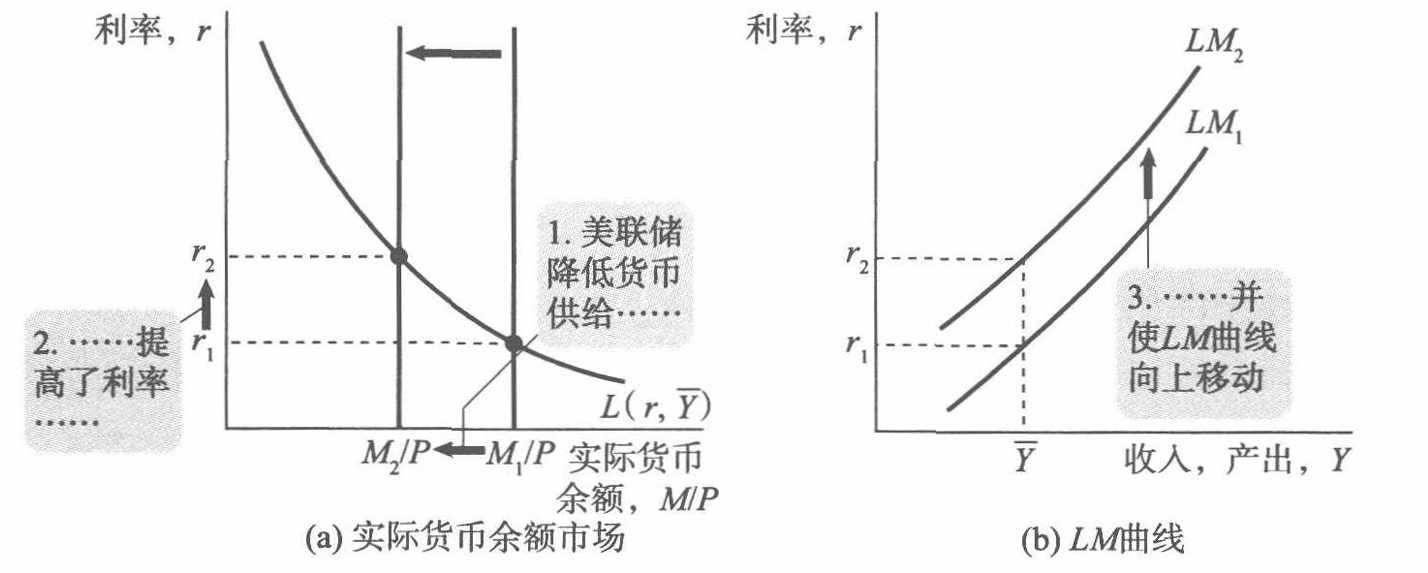 利率，r
1. 美联储
降低货币
供给……
r₂
r₁
2. ……提
高了利率
……
L(r, Y̅)
M₂/P
M₁/P
实际货币
余额，M/P
(a) 实际货币余额市场
利率，r
LM₂
LM₁
r₂
r₁
3. ……并
使LM曲线
向上移动
Y̅
收入，产出，Y
(b) LM曲线